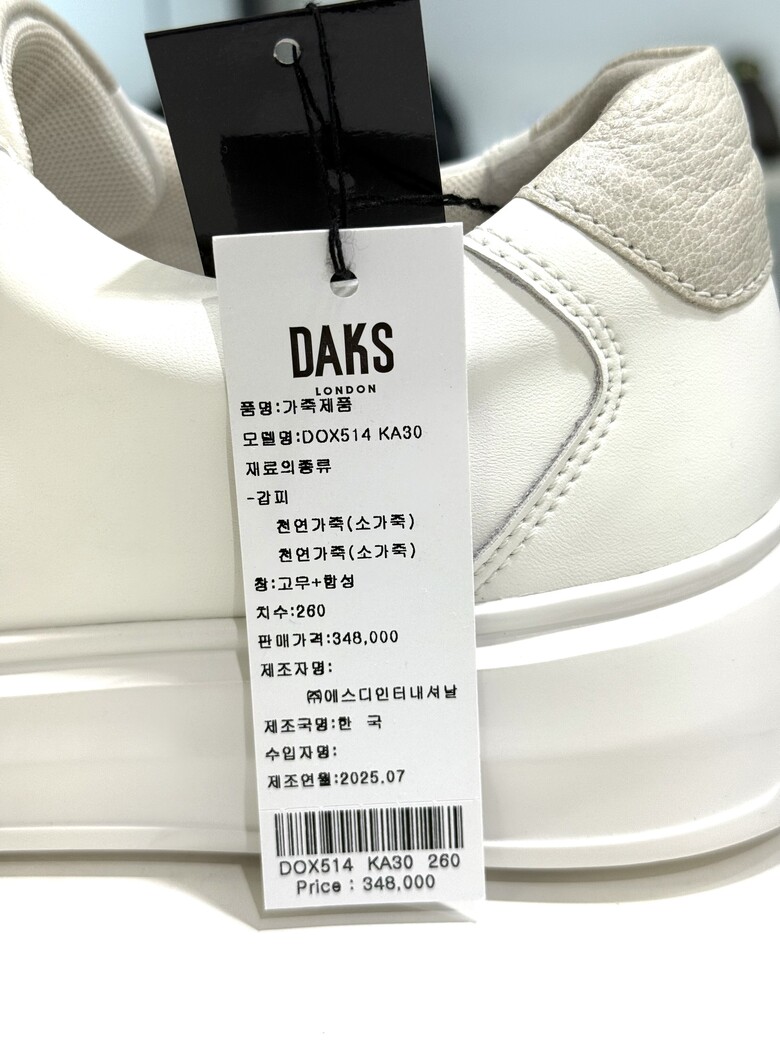 DAKS
LONDON
품명:가죽제품
모델명:DOX514 KA30
재료의종류
-갑피
천연가죽(소가죽)
천연가죽(소가죽)
창:고무+합성
치수:260
판매가격:348,000
제조자명:
㈜에스디인터내셔날
제조국명:한 국
수입자명:
제조연월:2025.07
DOX514 KA30 260
Price : 348,000